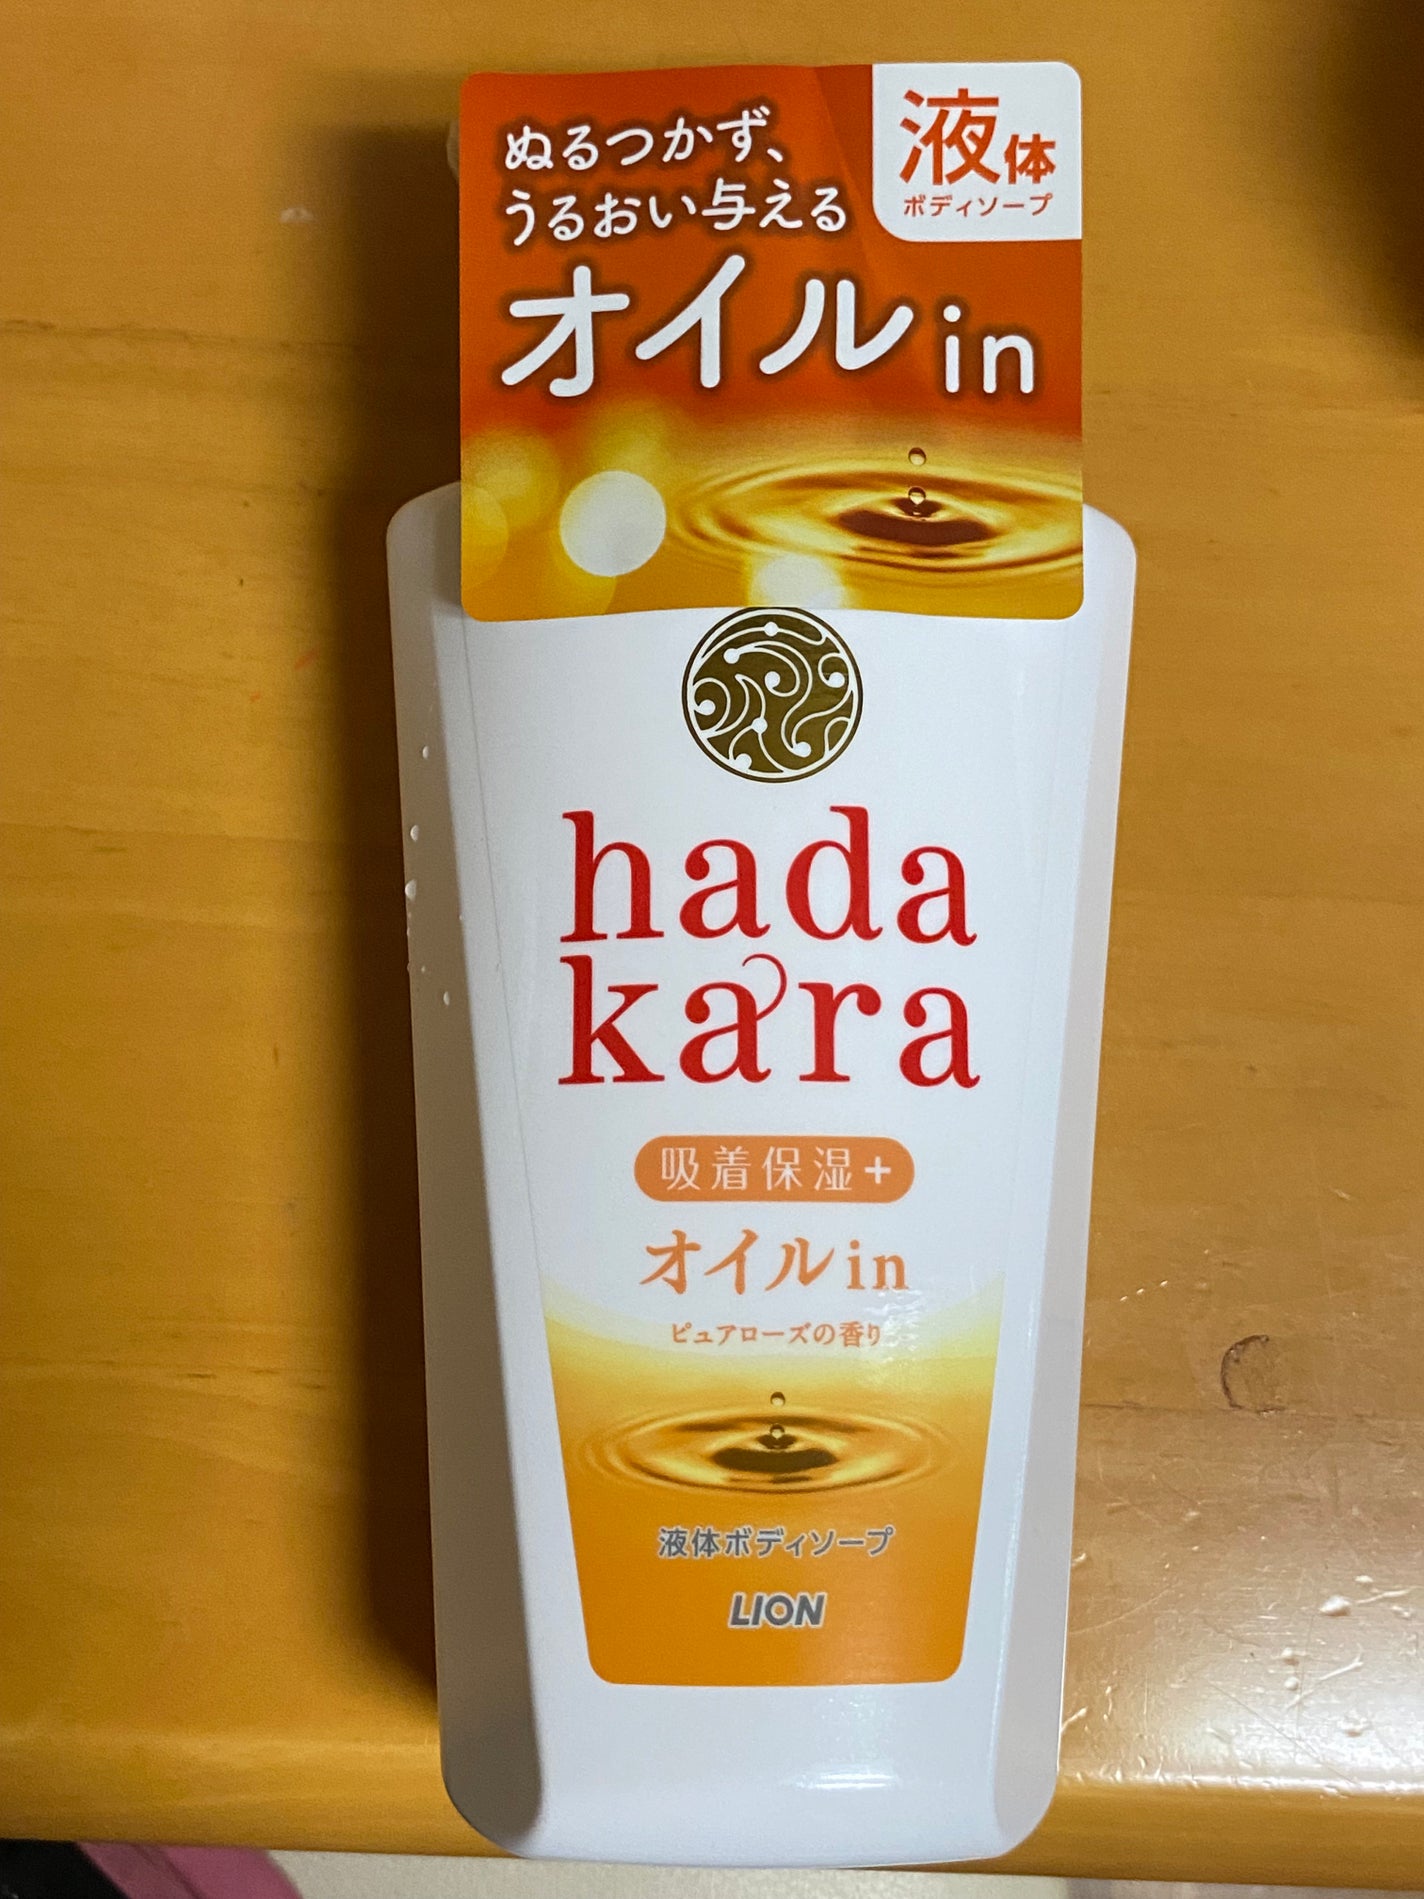 ぬるつかず、
うるおい与える
オイルin
液体
ボディソープ
hada
kara
吸着保湿+
オイルin
ピュアローズの香り
液体ボディソープ
LION